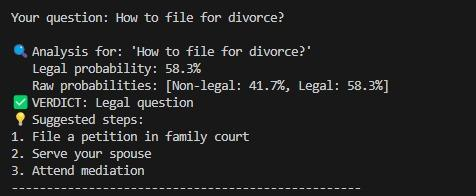 Your question: How to file for divorce?
🔍 Analysis for: 'How to file for divorce?'
Legal probability: 58.3%
Raw probabilities: [Non-legal: 41.7%, Legal: 58.3%]
✅ VERDICT: Legal question
💡 Suggested steps:
1. File a petition in family court
2. Serve your spouse
3. Attend mediation
--------------------------------------------------